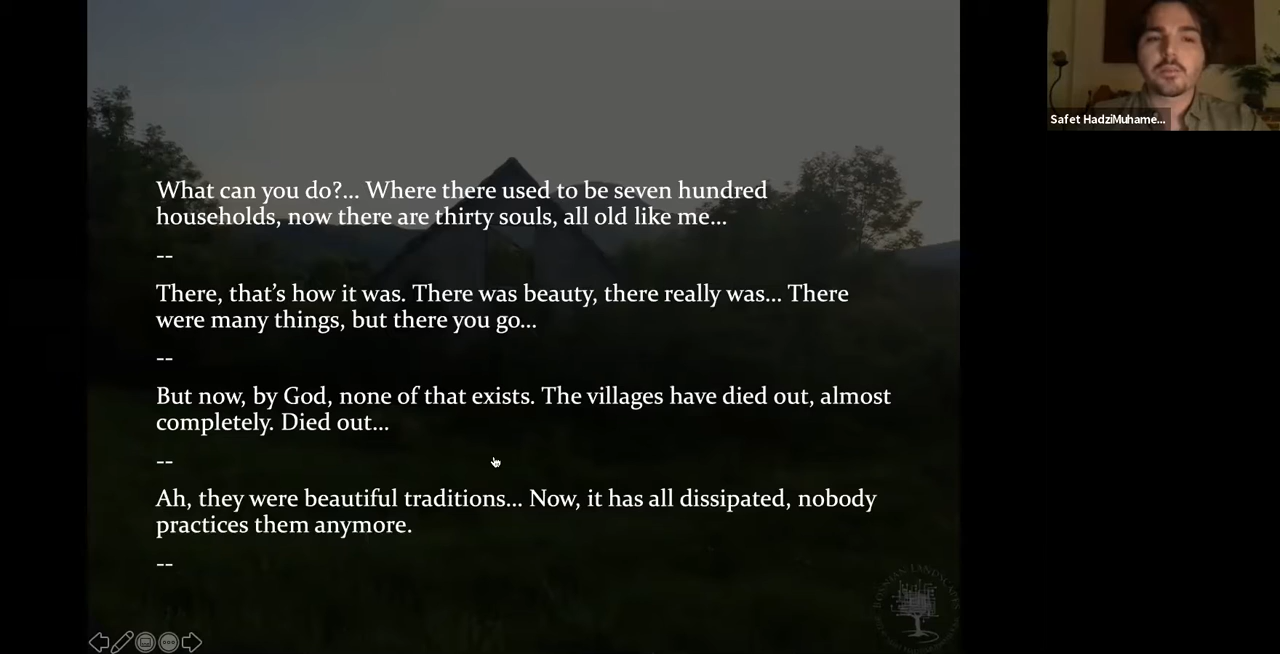 What can you do?... Where there used to be seven hundred
households, now there are thirty souls, all old like me...
--
There, that’s how it was. There was beauty, there really was... There
were many things, but there you go...
--
But now, by God, none of that exists. The villages have died out, almost
completely. Died out...
--
Ah, they were beautiful traditions... Now, it has all dissipated, nobody
practices them anymore.
--
Safet HadziMuhame...
BOSNIAN LANDSCAPES